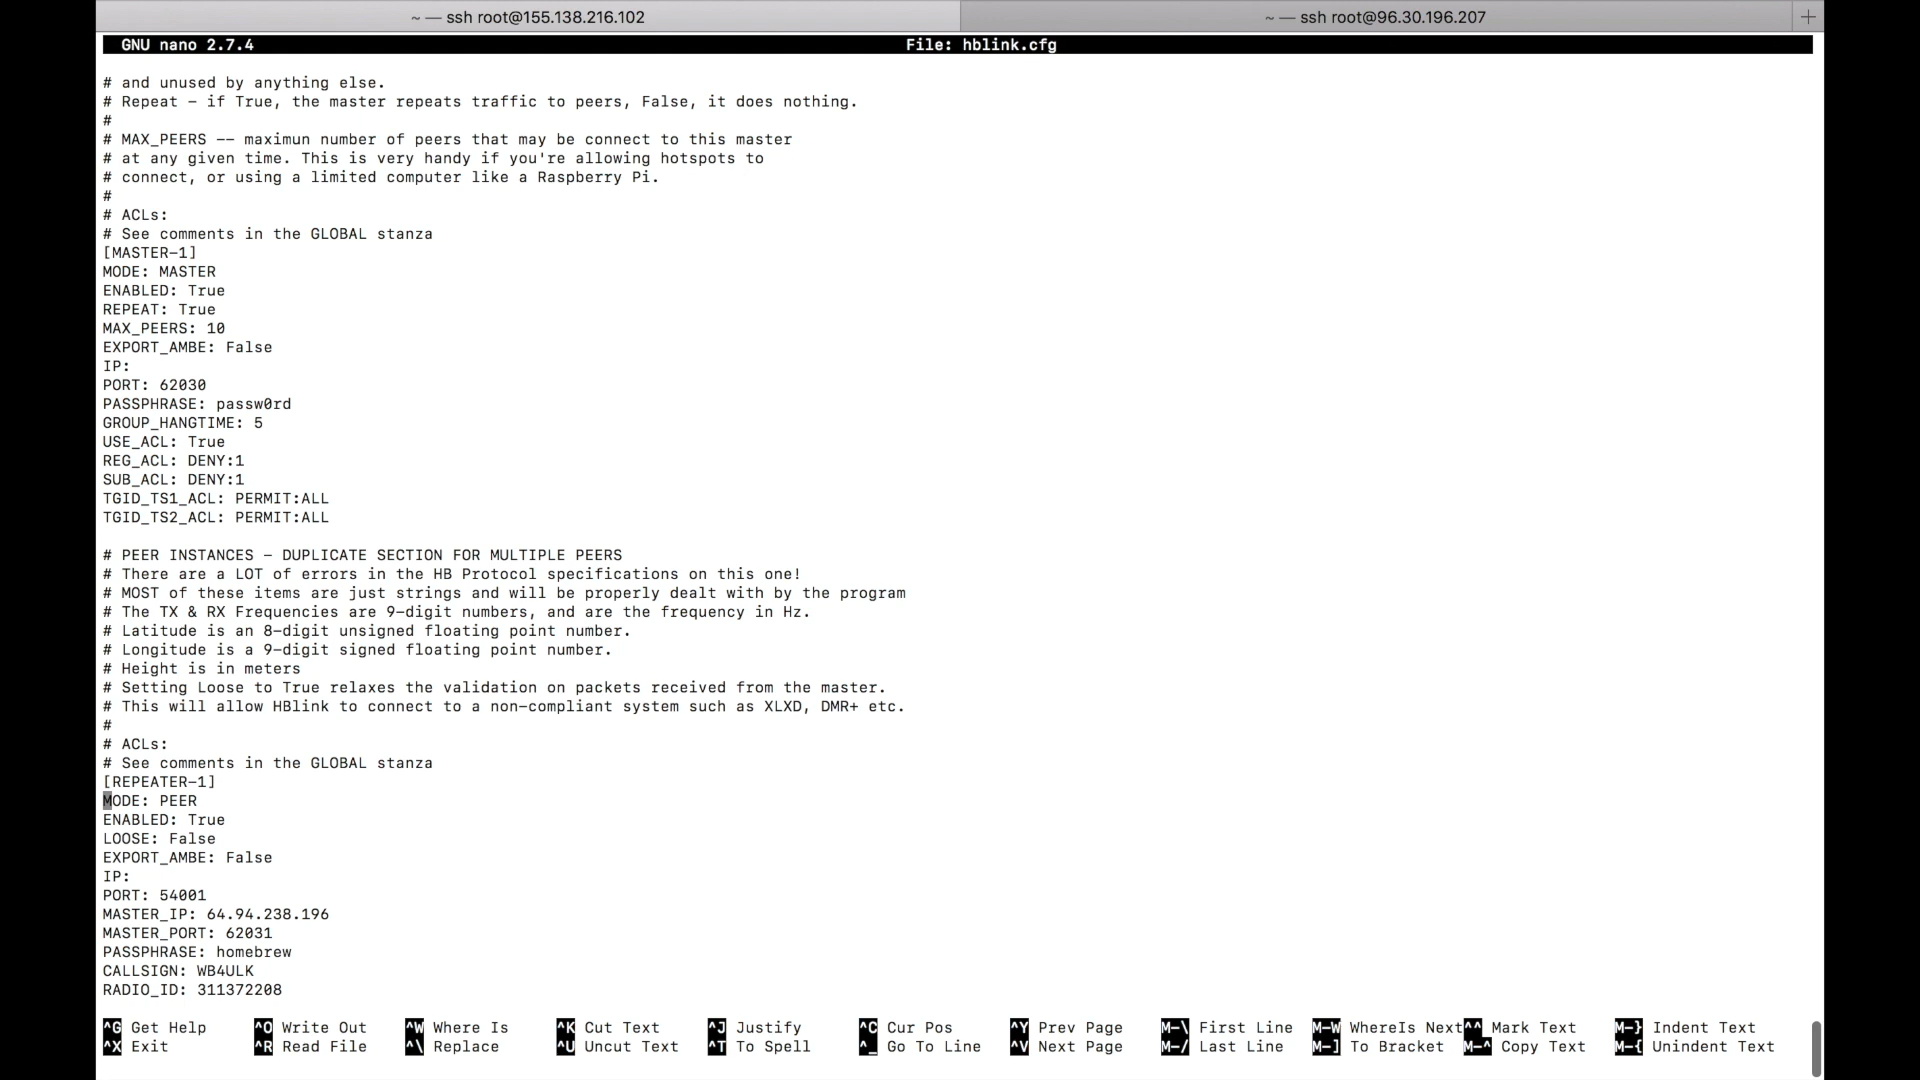 ~ — ssh root@155.138.216.102
~ — ssh root@96.30.196.207
+
GNU nano 2.7.4 File: hblink.cfg
# and unused by anything else.
# Repeat – if True, the master repeats traffic to peers, False, it does nothing.
#
# MAX_PEERS –– maximun number of peers that may be connect to this master
# at any given time. This is very handy if you're allowing hotspots to
# connect, or using a limited computer like a Raspberry Pi.
#
# ACLs:
# See comments in the GLOBAL stanza
[MASTER–1]
MODE: MASTER
ENABLED: True
REPEAT: True
MAX_PEERS: 10
EXPORT_AMBE: False
IP:
PORT: 62030
PASSPHRASE: passw0rd
GROUP_HANGTIME: 5
USE_ACL: True
REG_ACL: DENY:1
SUB_ACL: DENY:1
TGID_TS1_ACL: PERMIT:ALL
TGID_TS2_ACL: PERMIT:ALL
# PEER INSTANCES – DUPLICATE SECTION FOR MULTIPLE PEERS
# There are a LOT of errors in the HB Protocol specifications on this one!
# MOST of these items are just strings and will be properly dealt with by the program
# The TX & RX Frequencies are 9–digit numbers, and are the frequency in Hz.
# Latitude is an 8–digit unsigned floating point number.
# Longitude is a 9–digit signed floating point number.
# Height is in meters
# Setting Loose to True relaxes the validation on packets received from the master.
# This will allow HBlink to connect to a non–compliant system such as XLXD, DMR+ etc.
#
# ACLs:
# See comments in the GLOBAL stanza
[REPEATER–1]
MODE: PEER
ENABLED: True
LOOSE: False
EXPORT_AMBE: False
IP:
PORT: 54001
MASTER_IP: 64.94.238.196
MASTER_PORT: 62031
PASSPHRASE: homebrew
CALLSIGN: WB4ULK
RADIO_ID: 311372208
^G Get Help ^O Write Out ^W Where Is ^K Cut Text ^J Justify ^C Cur Pos ^Y Prev Page M–\ First Line M–W WhereIs Next ^^ Mark Text M–} Indent Text
^X Exit ^R Read File ^\ Replace ^U Uncut Text ^T To Spell ^_ Go To Line ^V Next Page M–/ Last Line M–] To Bracket M–^ Copy Text M–{ Unindent Text